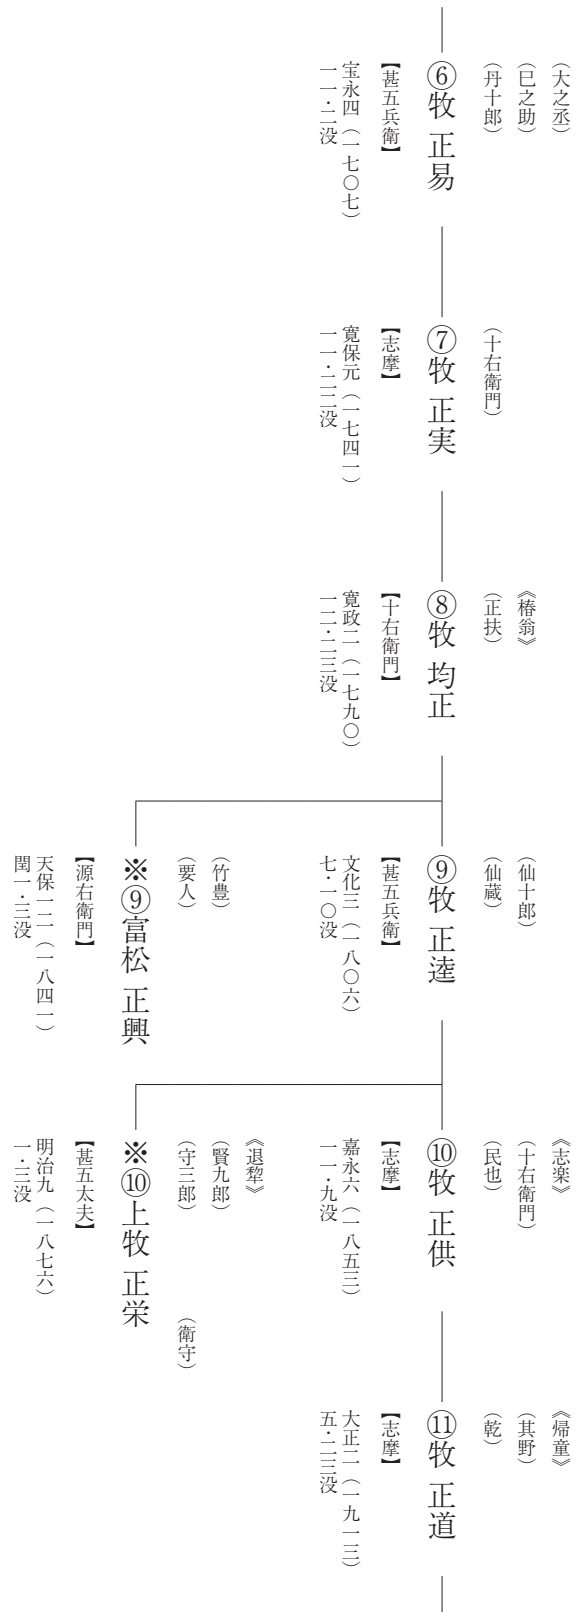 （大之丞）
（巳之助）
（丹十郎）
⑥牧 正易
【甚五兵衛】
宝永四（一七〇七）
一一・二没
（十右衛門）
⑦牧 正実
【志摩】
寛保元（一七四一）
一一・二二没
《椿翁》
（正扶）
⑧牧 均正
【十右衛門】
寛政二（一七九〇）
一二・二三没
（仙十郎）
（仙蔵）
⑨牧 正逵
【甚五兵衛】
文化三（一八〇六）
七・一〇没
（竹豊）
（要人）
※⑨富松 正興
【源右衛門】
天保一二（一八四一）
閏一・三没
《志楽》
（十右衛門）
（民也）
⑩牧 正供
【志摩】
嘉永六（一八五三）
一一・九没
《退犂》
（賢九郎）
（守三郎） （衛守）
※⑩上牧 正栄
【甚五太夫】
明治九（一八七六）
一・三没
《帰童》
（其野）
（乾）
⑪牧 正道
【志摩】
大正二（一九一三）
五・二三没